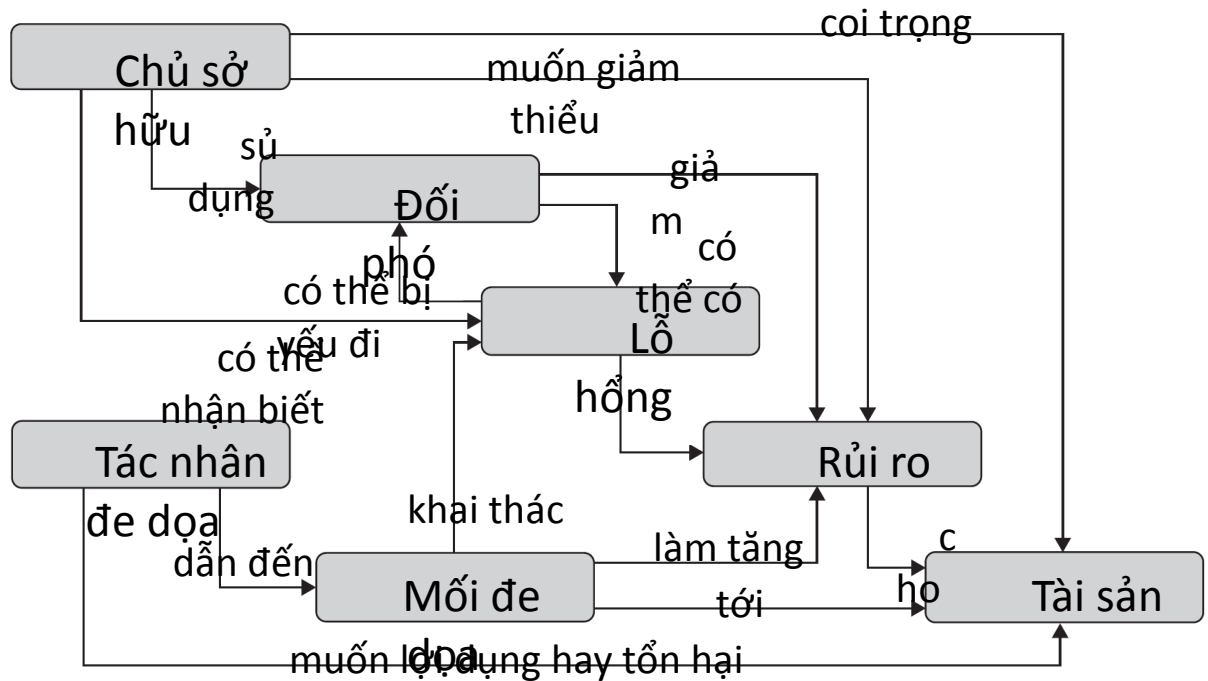 coi trọng
Chủ sở
hữu
muốn giảm
thiểu
sủ
dụng
Đối
phó
giả
m
có
thể có
có thể bị
yếu đi
Lỗ
hổng
có thể
nhận biết
Tác nhân
đe dọa
Rủi ro
khai thác
dẫn đến
làm tăng
c
ho
Mối đe
dọa
tới
Tài sản
muốn lợi dụng hay tổn hại